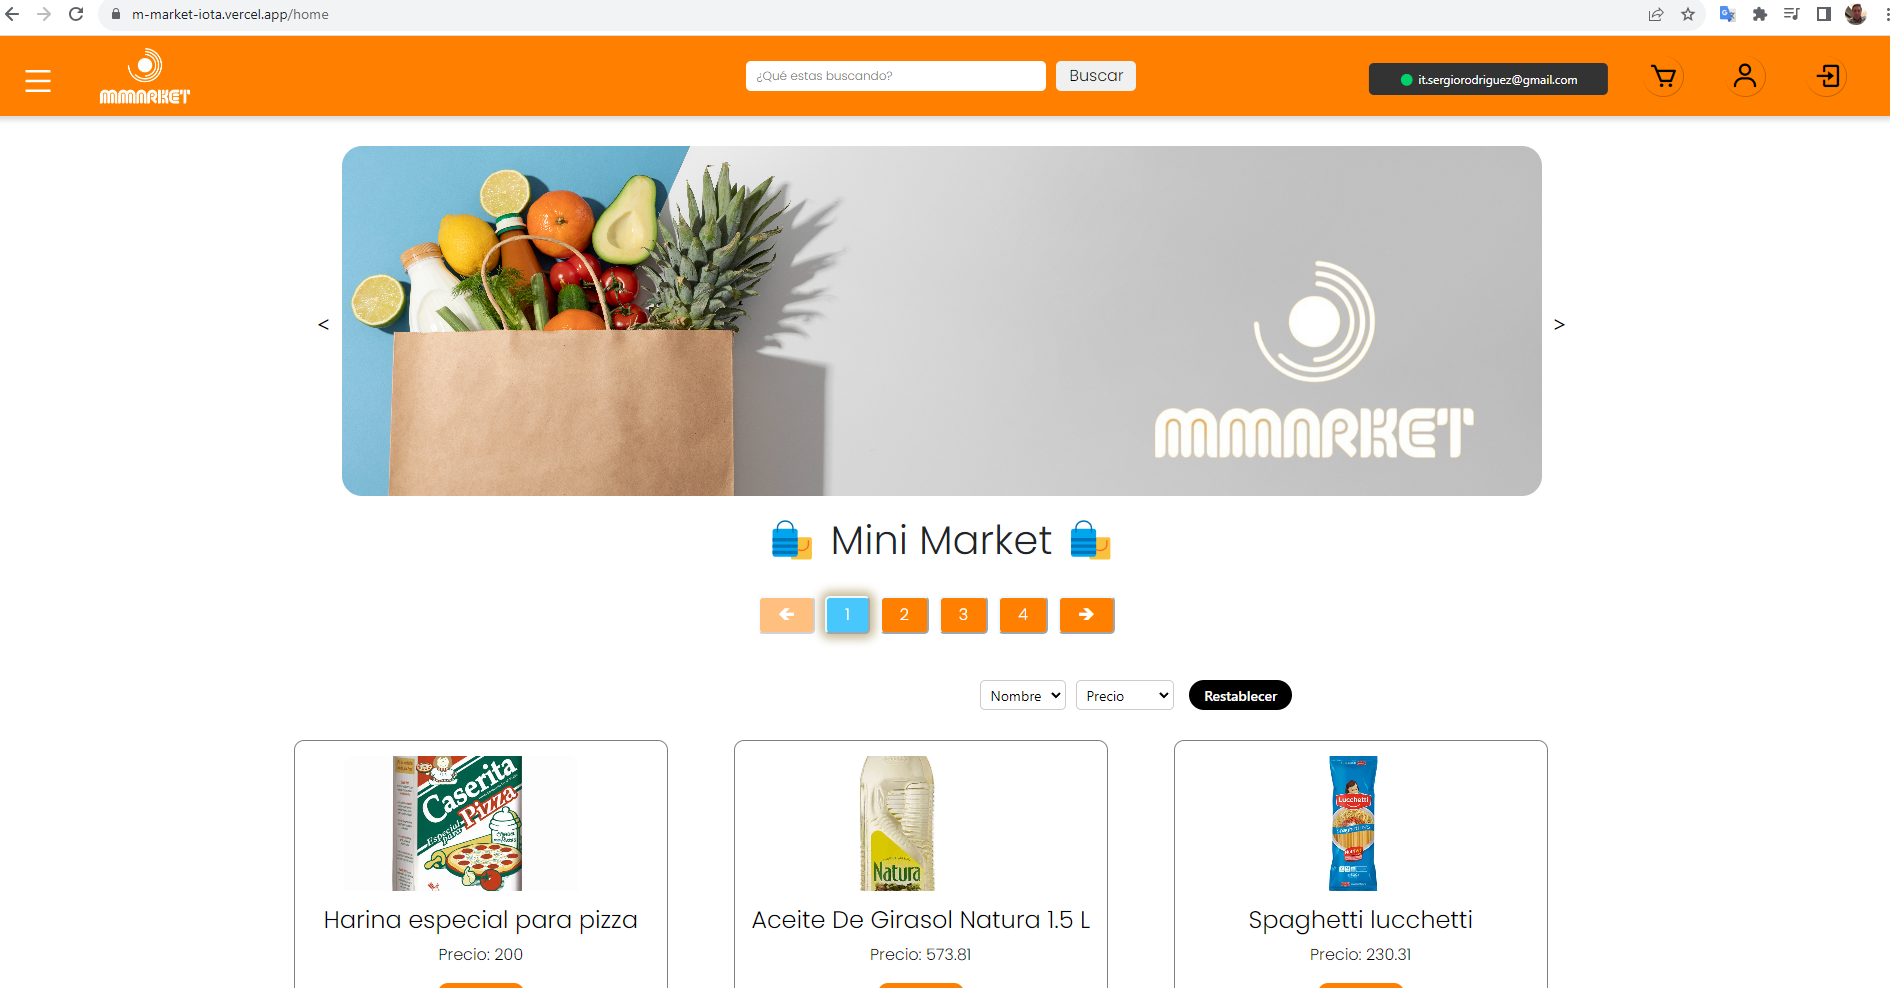 m-market-iota.vercel.app/home
MMARKET
¿Qué estas buscando?
Buscar
it.sergiorodriguez@gmail.com
<
>
MMARKET
Mini Market
1
2
3
4
Nombre
Precio
Restablecer
Caserita
Especial para
Pizza
Natura
Lucchetti
Harina especial para pizza
Aceite De Girasol Natura 1.5 L
Spaghetti lucchetti
Precio: 200
Precio: 573.81
Precio: 230.31